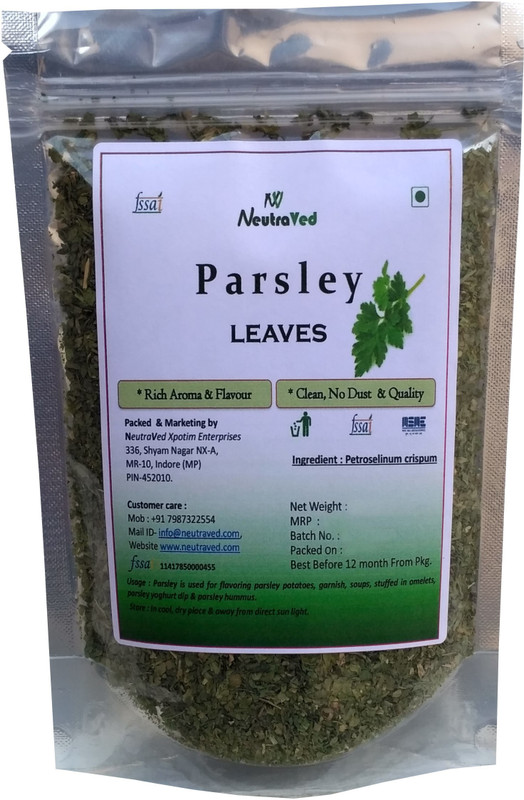 fssai
NeutraVed
Parsley
LEAVES
* Rich Aroma & Flavour
* Clean, No Dust & Quality
Packed & Marketing by
NeutraVed Xpotim Enterprises
336, Shyam Nagar NX-A,
MR-10, Indore (MP)
PIN-452010.
fssai
Ingredient : Petroselinum crispum
Customer care :
Mob : +91 7987322554
Mail ID- info@neutraved.com,
Website www.neutraved.com
fssai 11417850000455
Net Weight :
MRP :
Batch No. :
Packed On :
Best Before 12 month From Pkg.
Usage : Parsley is used for flavoring parsley potatoes, garnish, soups, stuffed in omelets,
parsley yoghurt dip & parsley hummus.
Store : In cool, dry place & away from direct sun light.